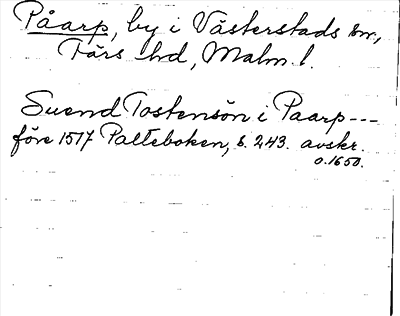 Påarp, by i Västerstads sn,
Färs hd, Malm. l.
Suend Tostensön i Paarp ---
före 1517 Palteboken, s. 243. avskr.
o. 1650.